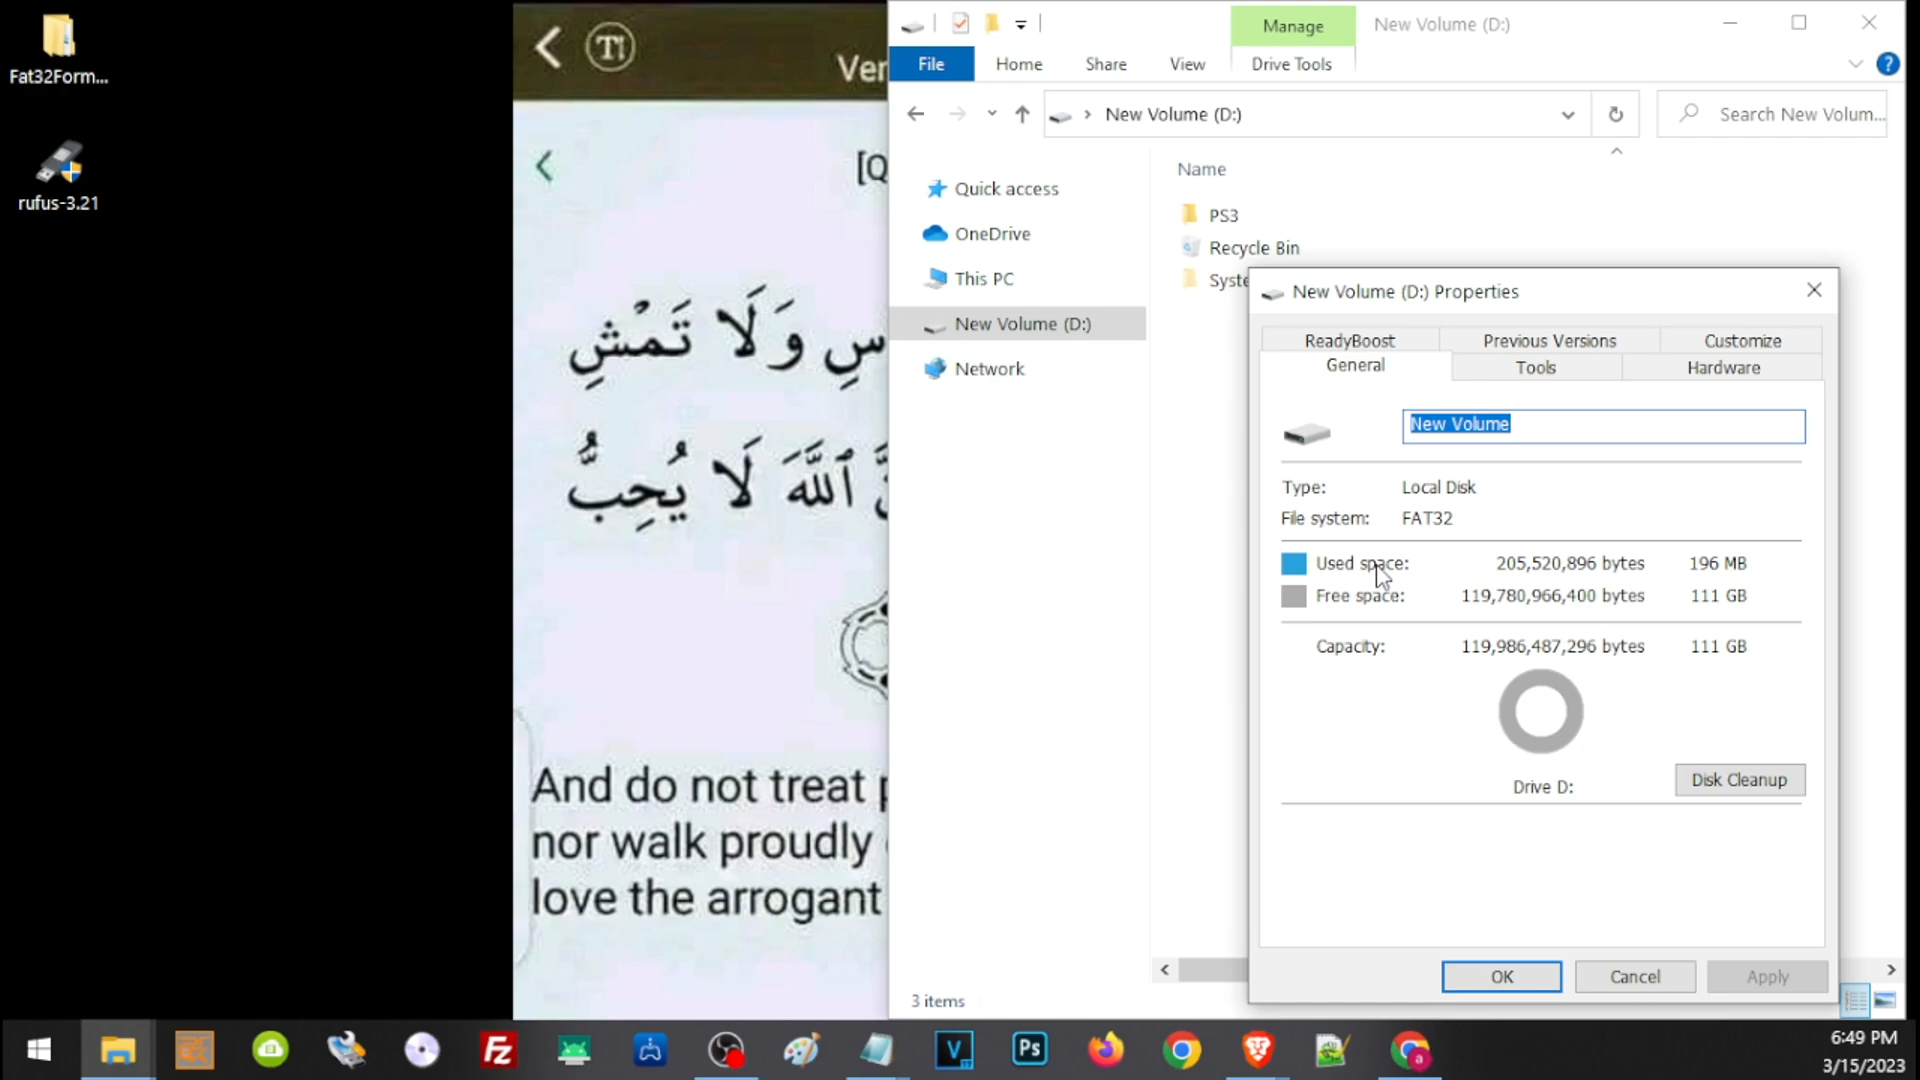 Fat32Form...
rufus-3.21
Ver
[Q
سِ وَلَا تَمْشِ
ٱللَّهَ لَا يُحِبُّ
And do not treat p
nor walk proudly
love the arrogant
Manage
New Volume (D:)
File
Home
Share
View
Drive Tools
New Volume (D:)
Search New Volum...
Name
Quick access
OneDrive
This PC
New Volume (D:)
Network
PS3
Recycle Bin
Syste
New Volume (D:) Properties
ReadyBoost
Previous Versions
Customize
General
Tools
Hardware
New Volume
Type: Local Disk
File system: FAT32
Used space: 205,520,896 bytes 196 MB
Free space: 119,780,966,400 bytes 111 GB
Capacity: 119,986,487,296 bytes 111 GB
Drive D:
Disk Cleanup
OK
Cancel
Apply
3 items
Fz
V
Ps
6:49 PM
3/15/2023